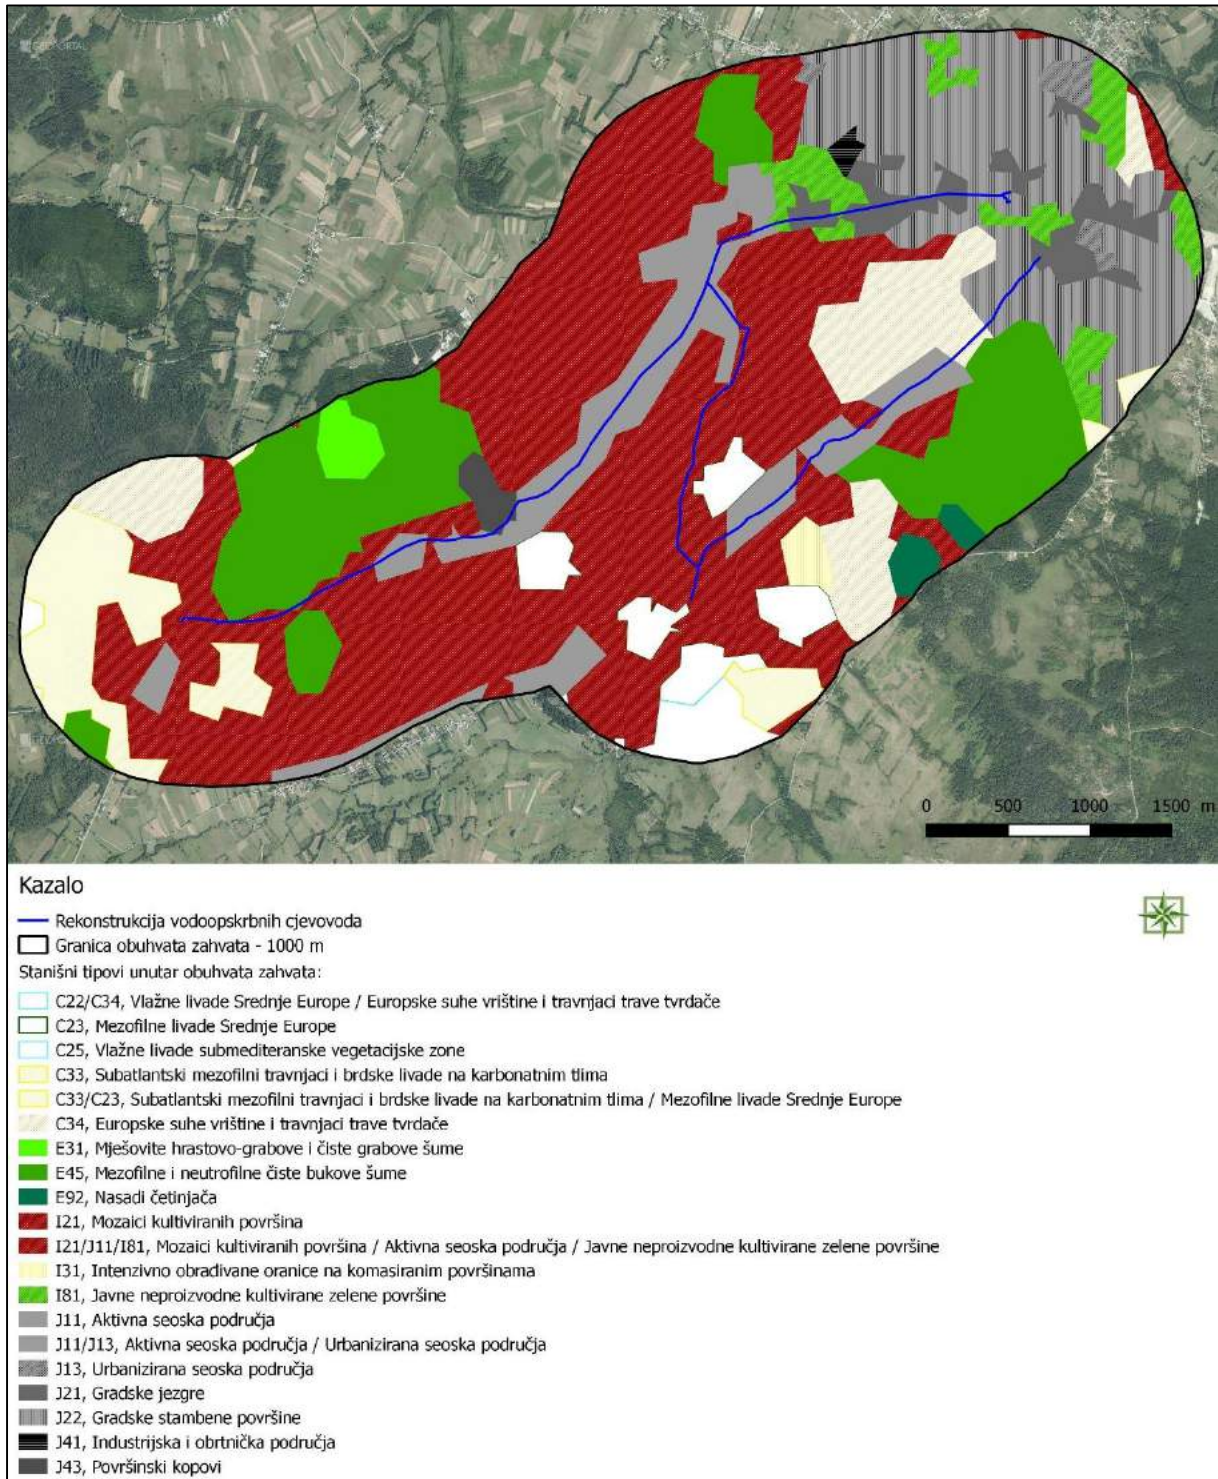 GEOPORTAL
GEOPORTAL
0 500 1000 1500 m
Kazalo
Rekonstrukcija vodoopskrbnih cjevovoda
Granica obuhvata zahvata - 1000 m
Stanišni tipovi unutar obuhvata zahvata:
C22/C34, Vlažne livade Srednje Europe / Europske suhe vrištine i travnjaci trave tvrdače
C23, Mezofilne livade Srednje Europe
C25, Vlažne livade submediteranske vegetacijske zone
C33, Subatlantski mezofilni travnjaci i brdske livade na karbonatnim tlima
C33/C23, Subatlantski mezofilni travnjaci i brdske livade na karbonatnim tlima / Mezofilne livade Srednje Europe
C34, Europske suhe vrištine i travnjaci trave tvrdače
E31, Mješovite hrastovo-grabove i čiste grabove šume
E45, Mezofilne i neutrofilne čiste bukove šume
E92, Nasadi četinjača
I21, Mozaici kultiviranih površina
I21/J11/I81, Mozaici kultiviranih površina / Aktivna seoska područja / Javne neproizvodne kultivirane zelene površine
I31, Intenzivno obrađivane oranice na komasiranim površinama
I81, Javne neproizvodne kultivirane zelene površine
J11, Aktivna seoska područja
J11/J13, Aktivna seoska područja / Urbanizirana seoska područja
J13, Urbanizirana seoska područja
J21, Gradske jezgre
J22, Gradske stambene površine
J41, Industrijska i obrtnička područja
J43, Površinski kopovi